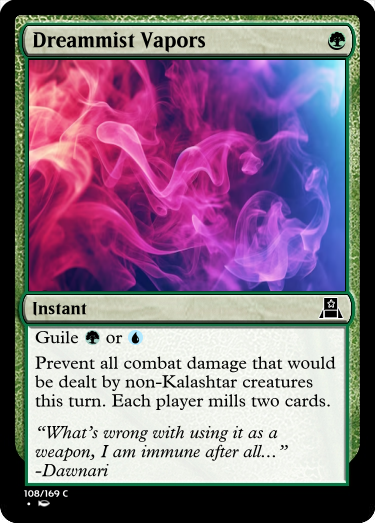 Dreammist Vapors
Instant
Guile or
Prevent all combat damage that would
be dealt by non-Kalashtar creatures
this turn. Each player mills two cards.
“What's wrong with using it as a
weapon, I am immune after all...”
-Dawnari
108/169 C